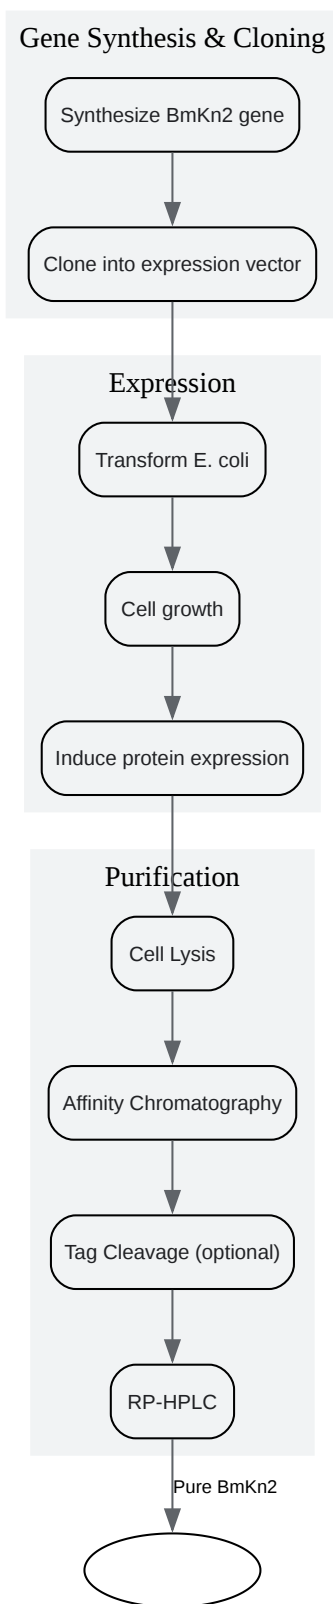 Gene Synthesis & Cloning
Synthesize BmKn2 gene
Clone into expression vector
Expression
Transform E. coli
Cell growth
Induce protein expression
Purification
Cell Lysis
Affinity Chromatography
Tag Cleavage (optional)
RP-HPLC
Pure BmKn2